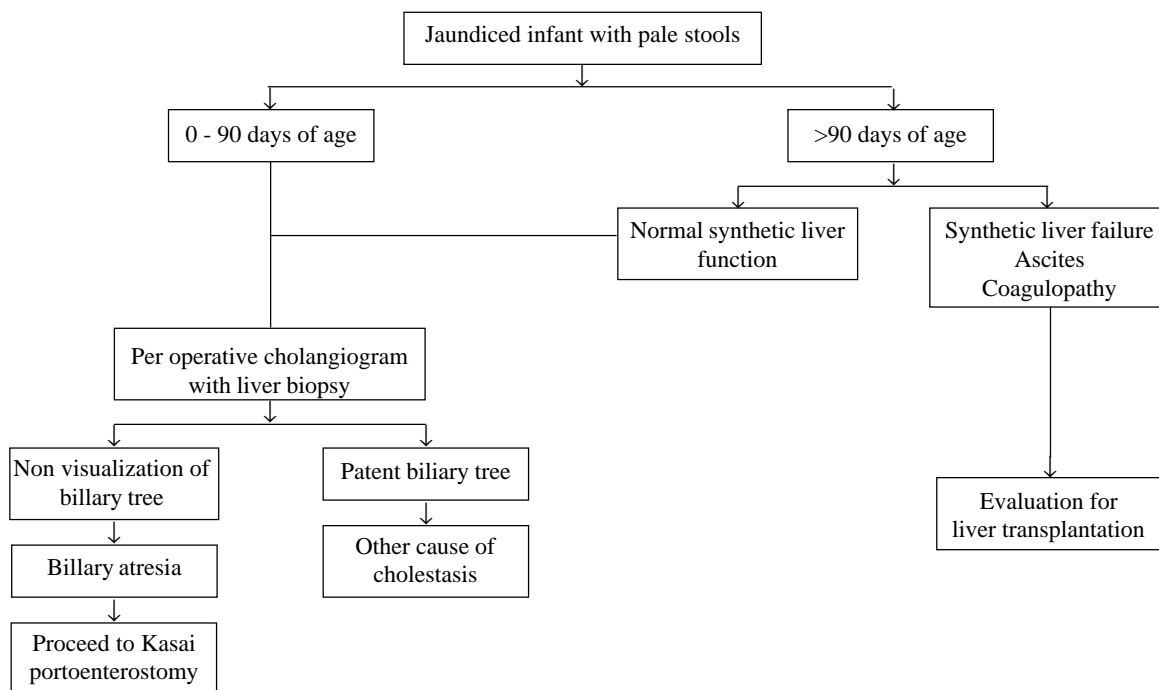 Jaundiced infant with pale stools
0 - 90 days of age
>90 days of age
Normal synthetic liver
function
Synthetic liver failure
Ascites
Coagulopathy
Per operative cholangiogram
with liver biopsy
Non visualization of
billary tree
Patent biliary tree
Evaluation for
liver transplantation
Billary atresia
Other cause of
cholestasis
Proceed to Kasai
portoenterostomy